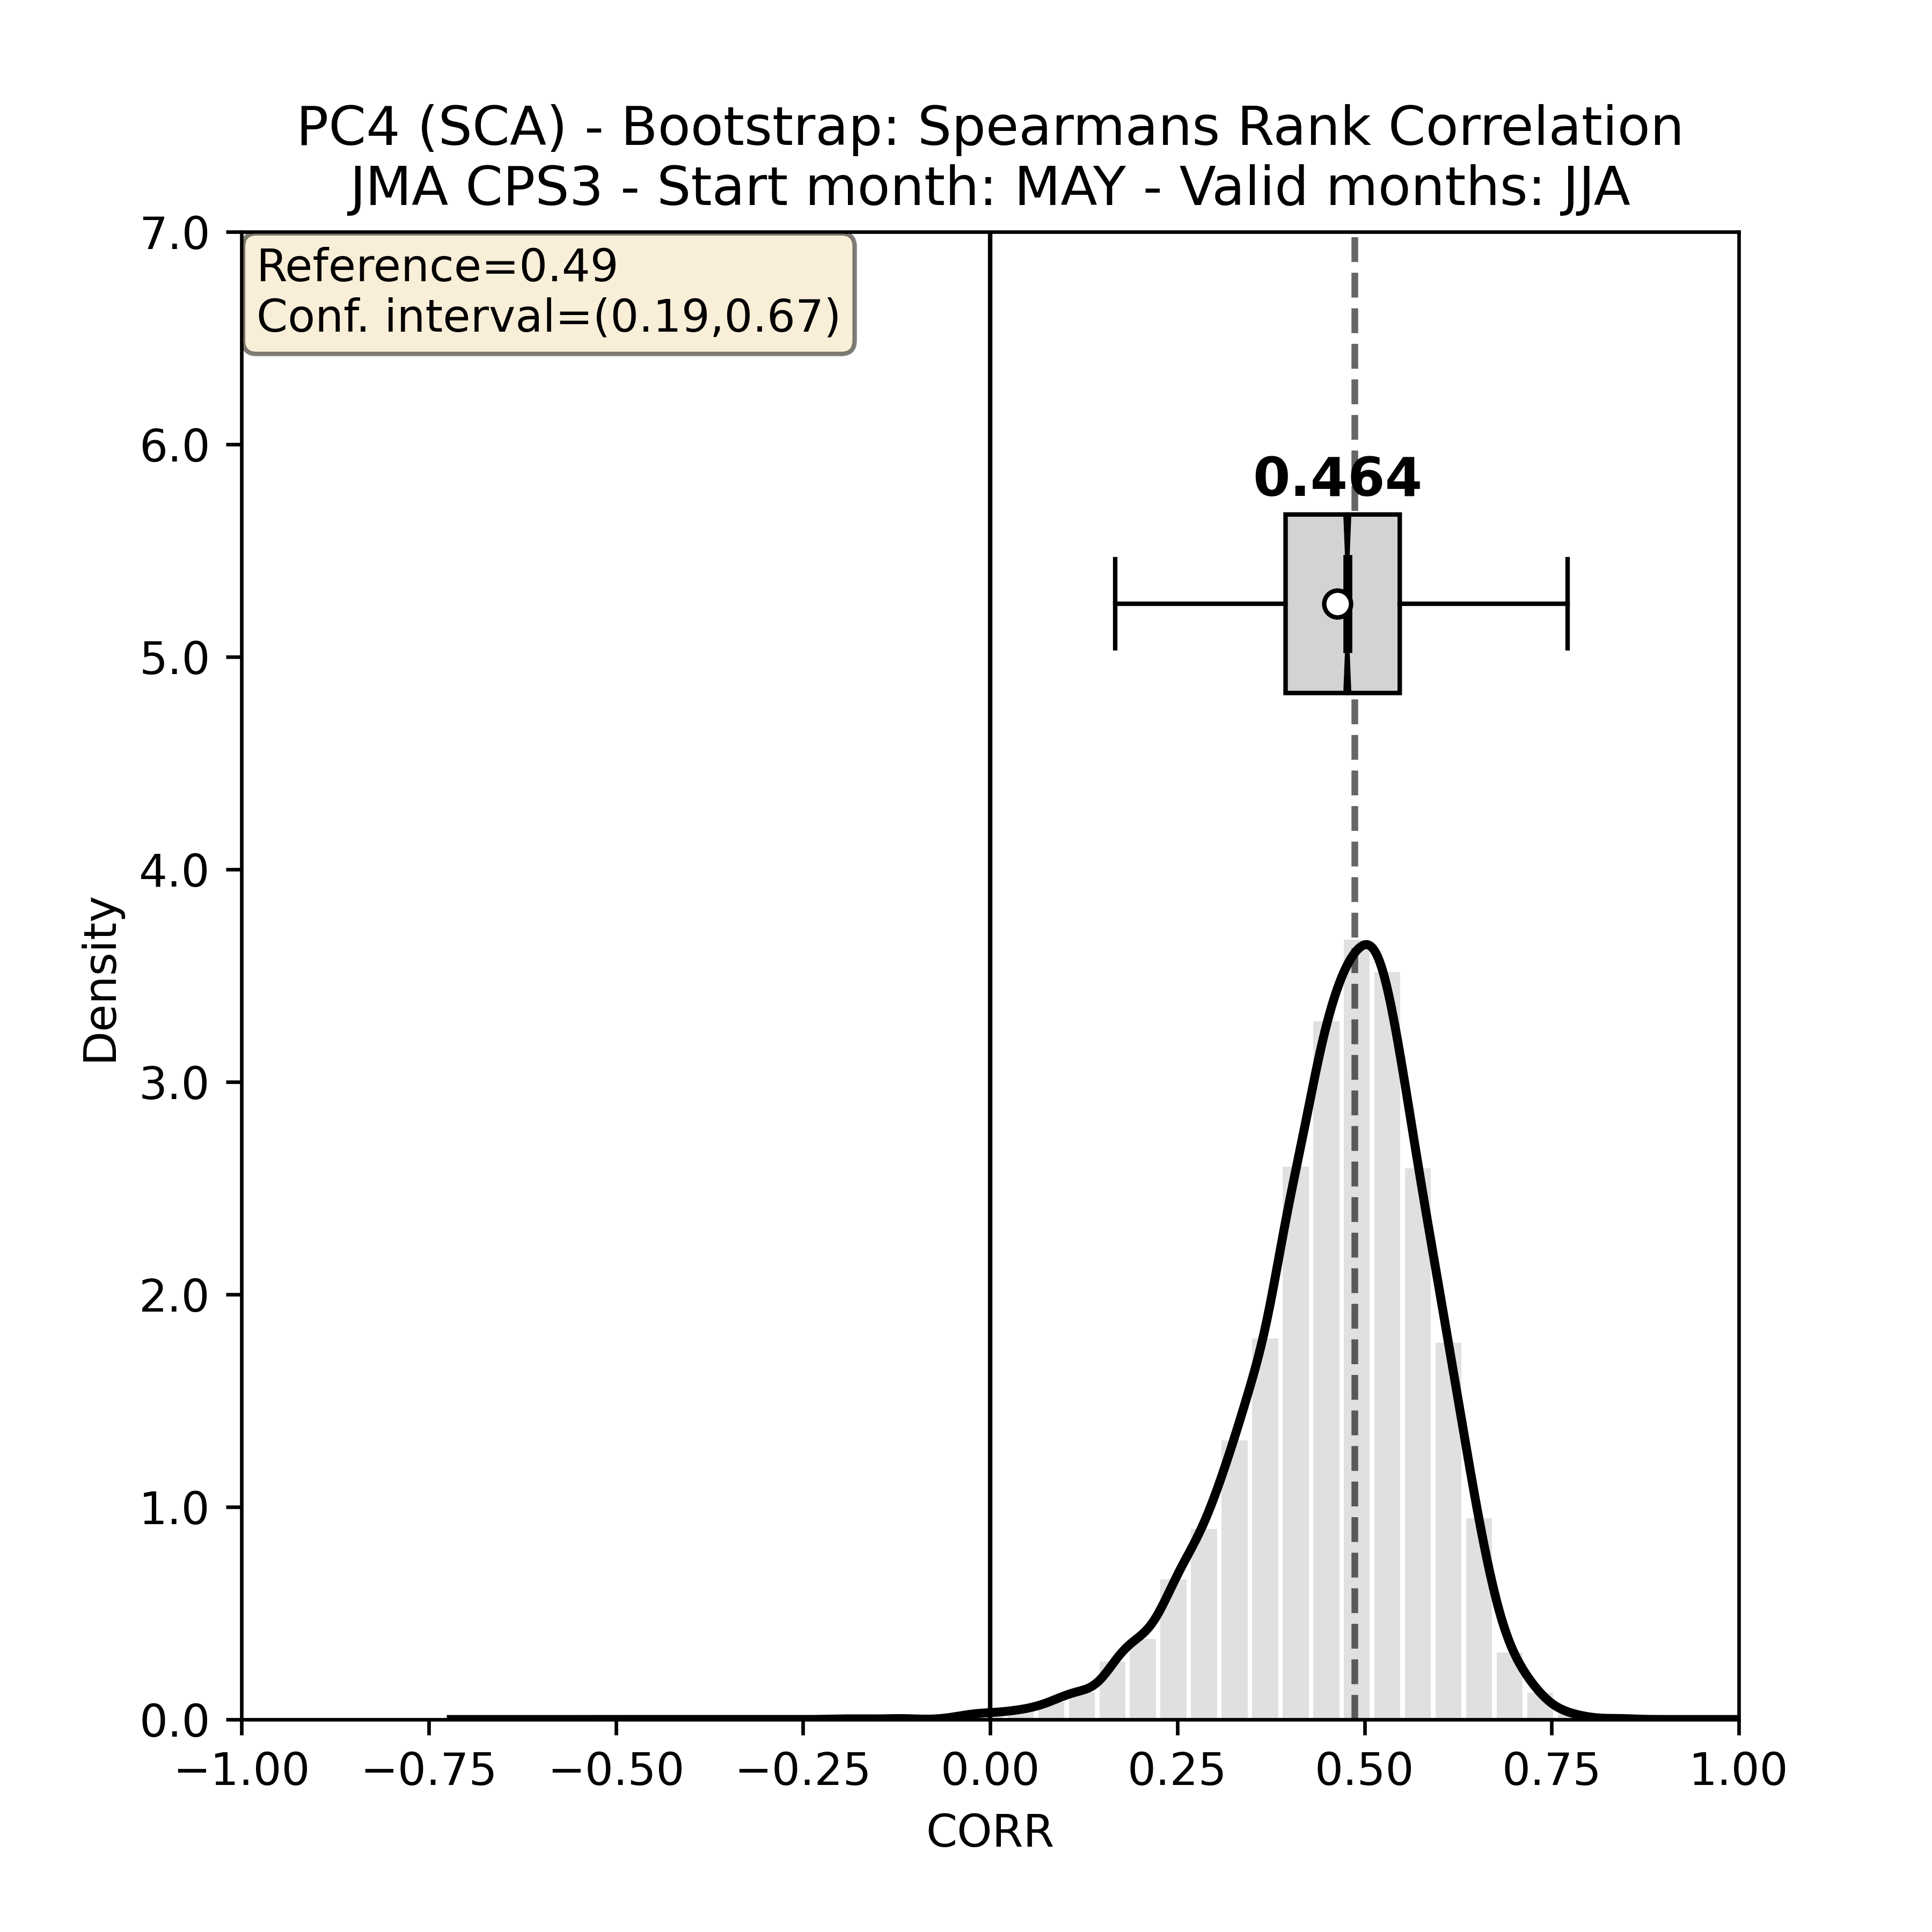 PC4 (SCA) - Bootstrap: Spearmans Rank Correlation
JMA CPS3 - Start month: MAY - Valid months: JJA
Reference=0.49
Conf. interval=(0.19,0.67)
0.464
7.0
6.0
5.0
4.0
3.0
2.0
1.0
0.0
Density
−1.00 −0.75 −0.50 −0.25 0.00 0.25 0.50 0.75 1.00
CORR